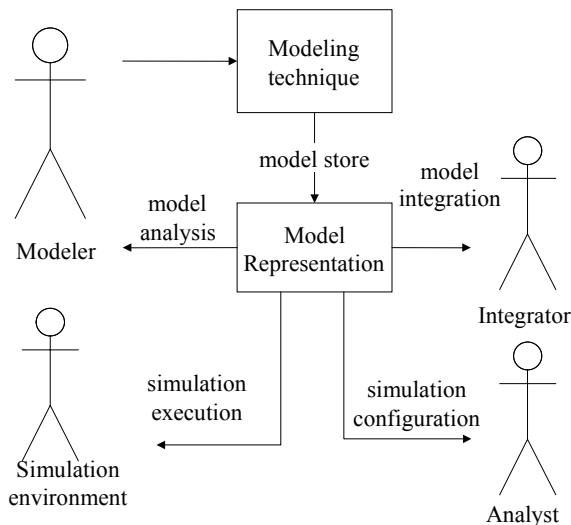 Modeling
technique
model store
model
integration
model
analysis
Modeler
Model
Representation
Integrator
simulation
execution
simulation
configuration
Simulation
environment
Analyst